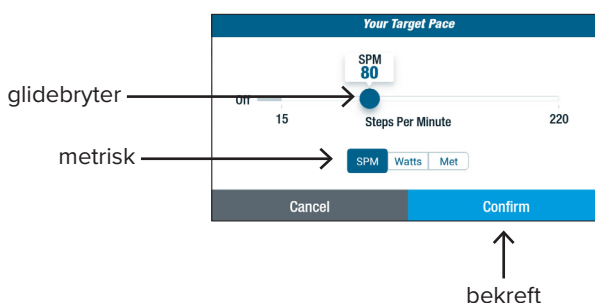 Your Target Pace
SPM
80
glidebryter
Off
15
Steps Per Minute
220
metrisk
SPM Watts Met
Cancel
Confirm
bekreft